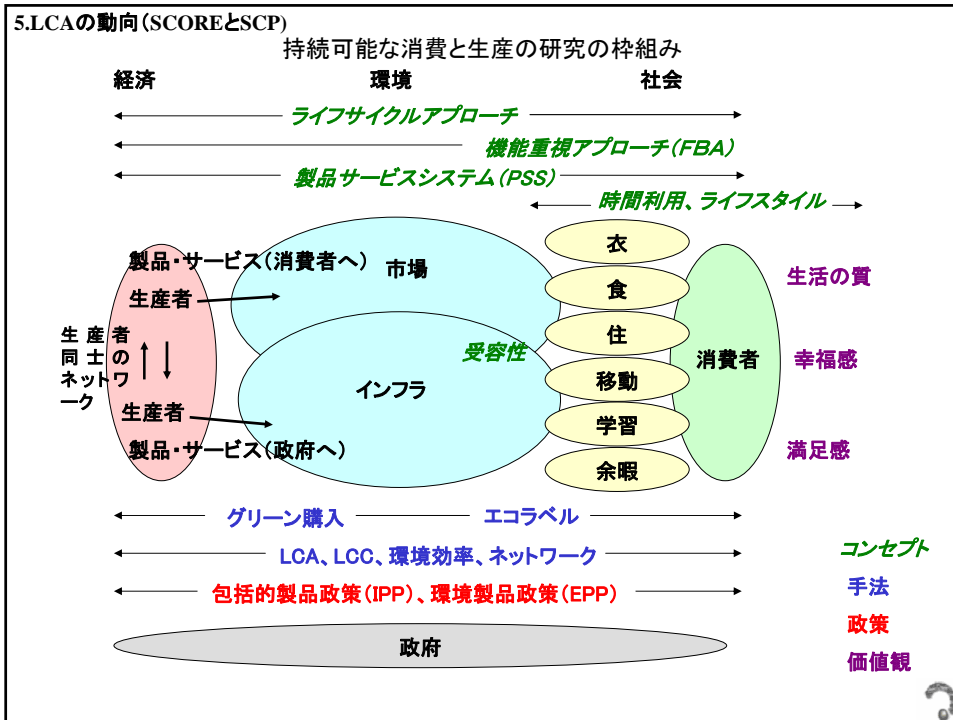 5.LCAの動向(SCOREとSCP)
持続可能な消費と生産の研究の枠組み
経済 環境 社会
ライフサイクルアプローチ
機能重視アプローチ(FBA)
製品サービスシステム(PSS)
時間利用、ライフスタイル
衣
製品・サービス(消費者へ)
市場
生活の質
生産者
食
生産者
同士の
ネットワ
ーク
住
受容性
消費者
幸福感
移動
インフラ
生産者
学習
製品・サービス(政府へ)
満足感
余暇
グリーン購入 エコラベル
LCA、LCC、環境効率、ネットワーク
包括的製品政策(IPP)、環境製品政策(EPP)
政府
コンセプト
手法
政策
価値観
?